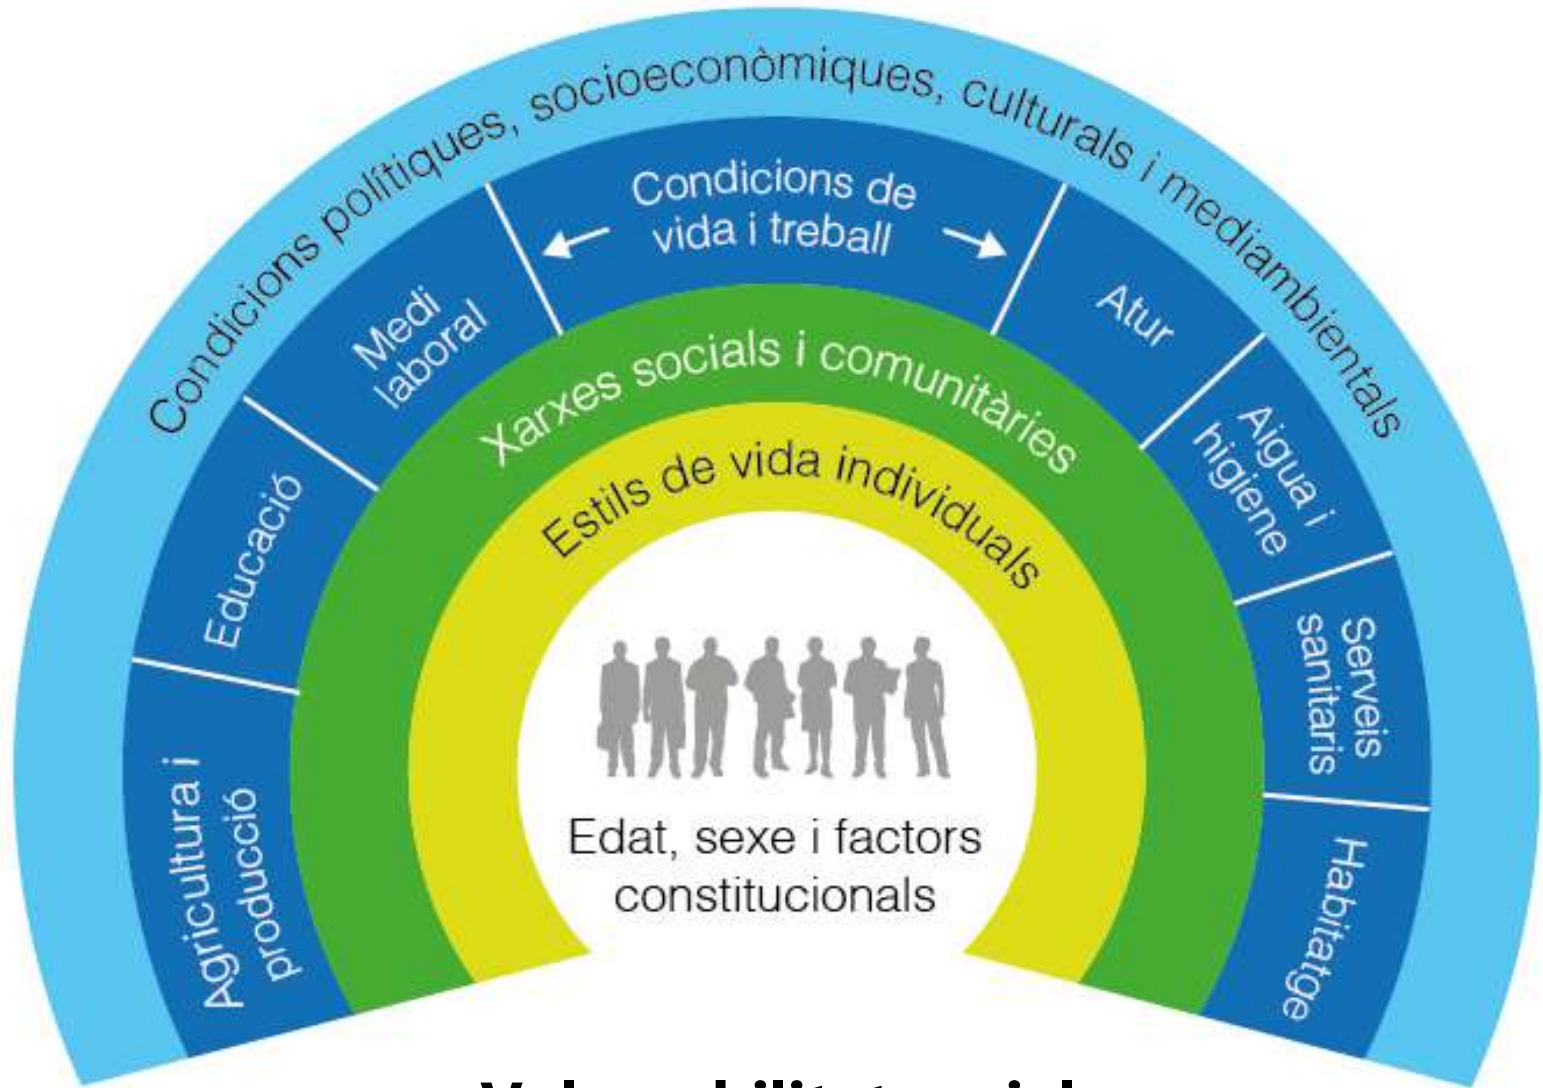 Condicions polítiques, socioeconòmiques, culturals i mediambientals
Condicions de
vida i treball
Agricultura i
producció
Educació
Medi
laboral
Atur
Aigua i
higiene
Serveis
sanitaris
Habitatge
Xarxes socials i comunitàries
Estils de vida individuals
Edat, sexe i factors
constitucionals